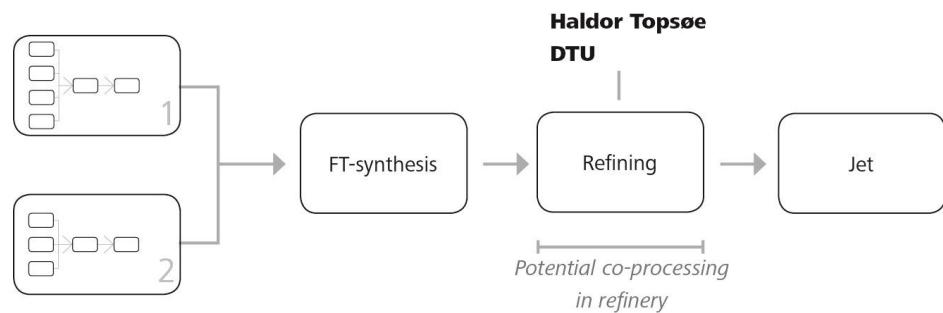 Haldor Topsøe
DTU
1
FT-synthesis
Refining
Jet
2
Potential co-processing
in refinery